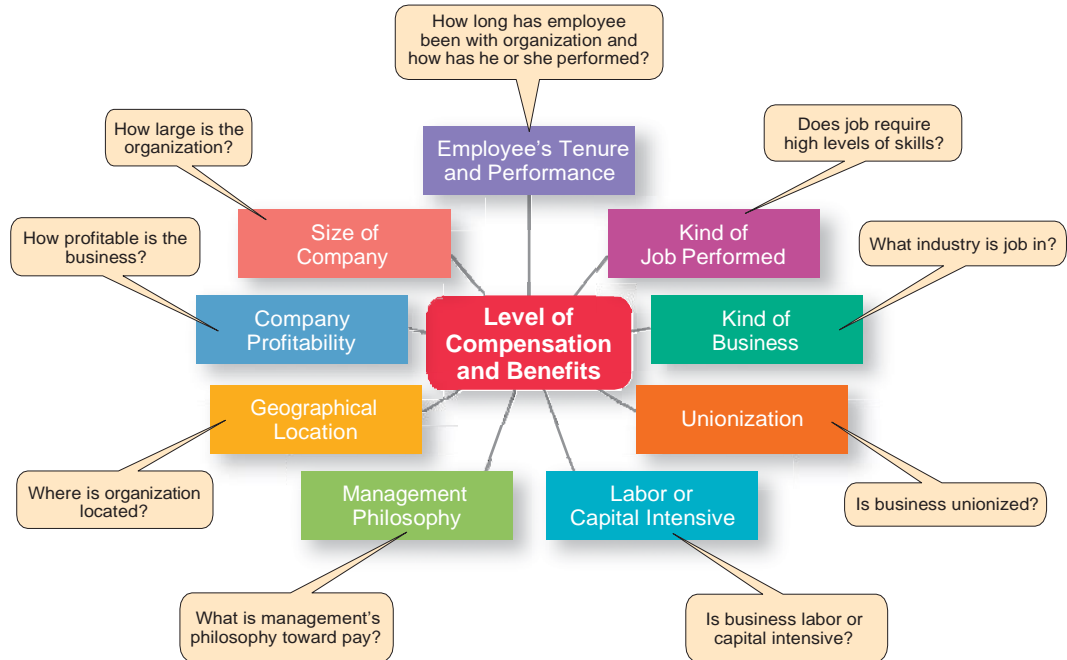 How long has employee
been with organization and
how has he or she performed?
How large is the
organization?
Does job require
high levels of skills?
Employee's Tenure
and Performance
Size of
Company
Kind of
Job Performed
How profitable is the
business?
What industry is job in?
Company
Profitability
Level of
Compensation
and Benefits
Kind of
Business
Geographical
Location
Unionization
Where is organization
located?
Management
Philosophy
Labor or
Capital Intensive
Is business unionized?
What is management's
philosophy toward pay?
Is business labor or
capital intensive?